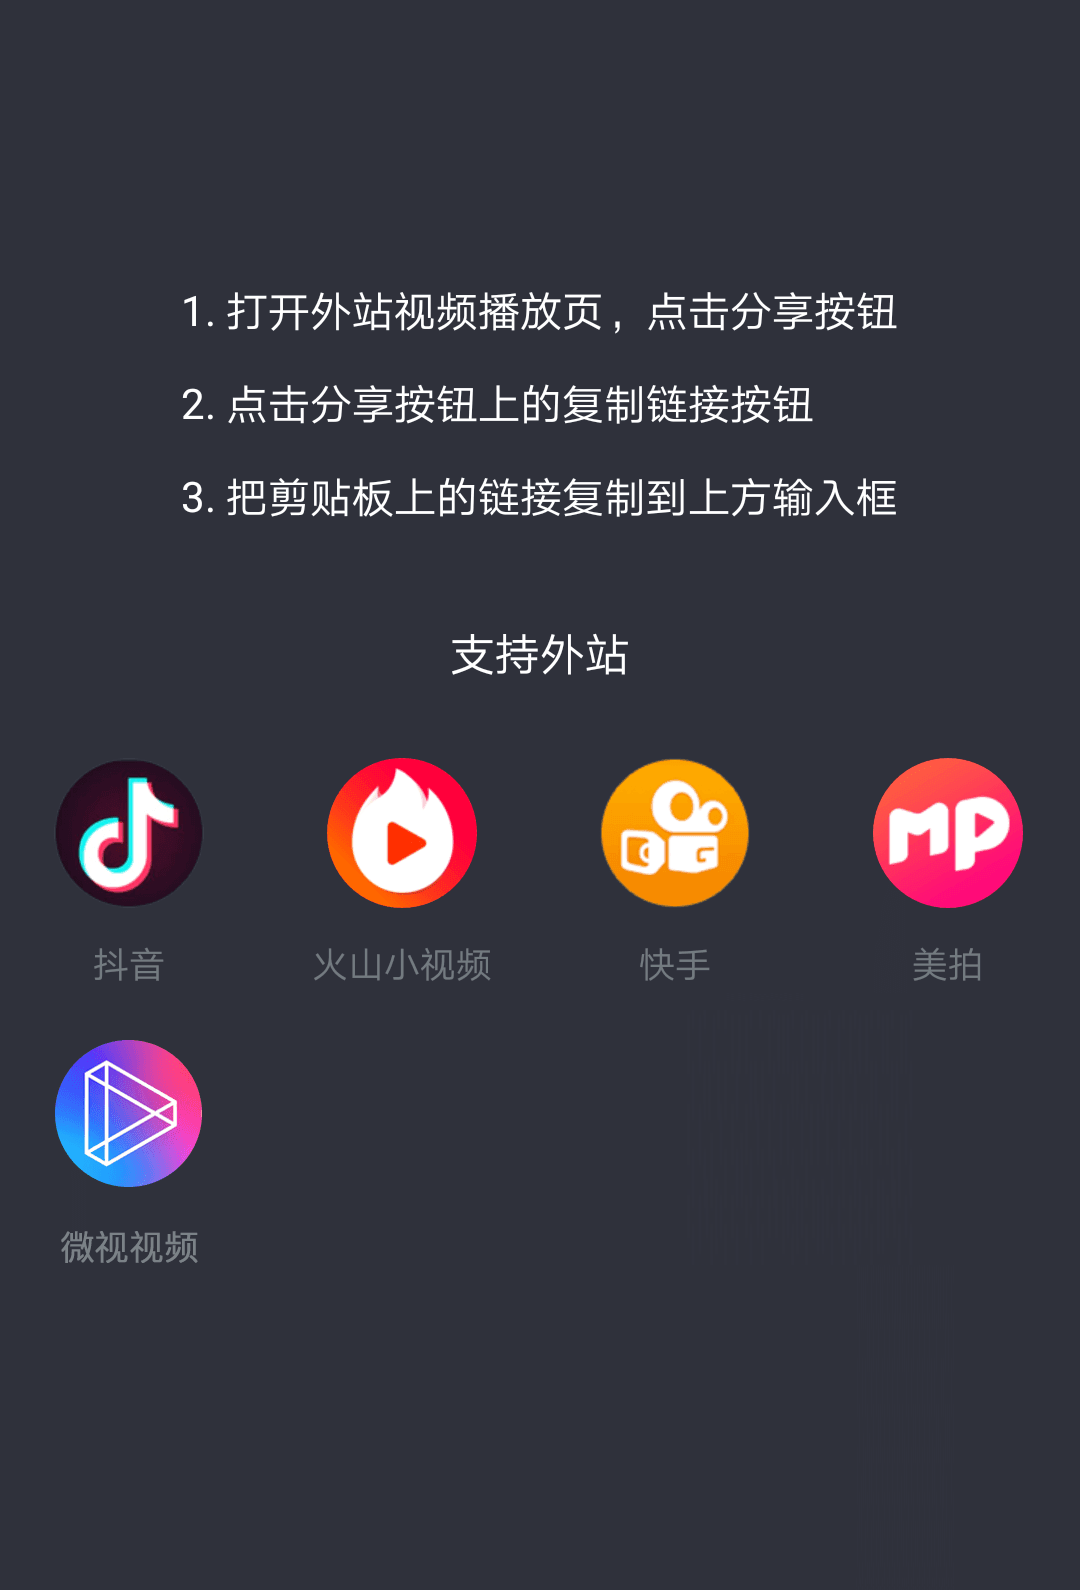 1. 打开外站视频播放页，点击分享按钮
2. 点击分享按钮上的复制链接按钮
3. 把剪贴板上的链接复制到上方输入框
支持外站
MP
抖音 火山小视频 快手 美拍
微视视频